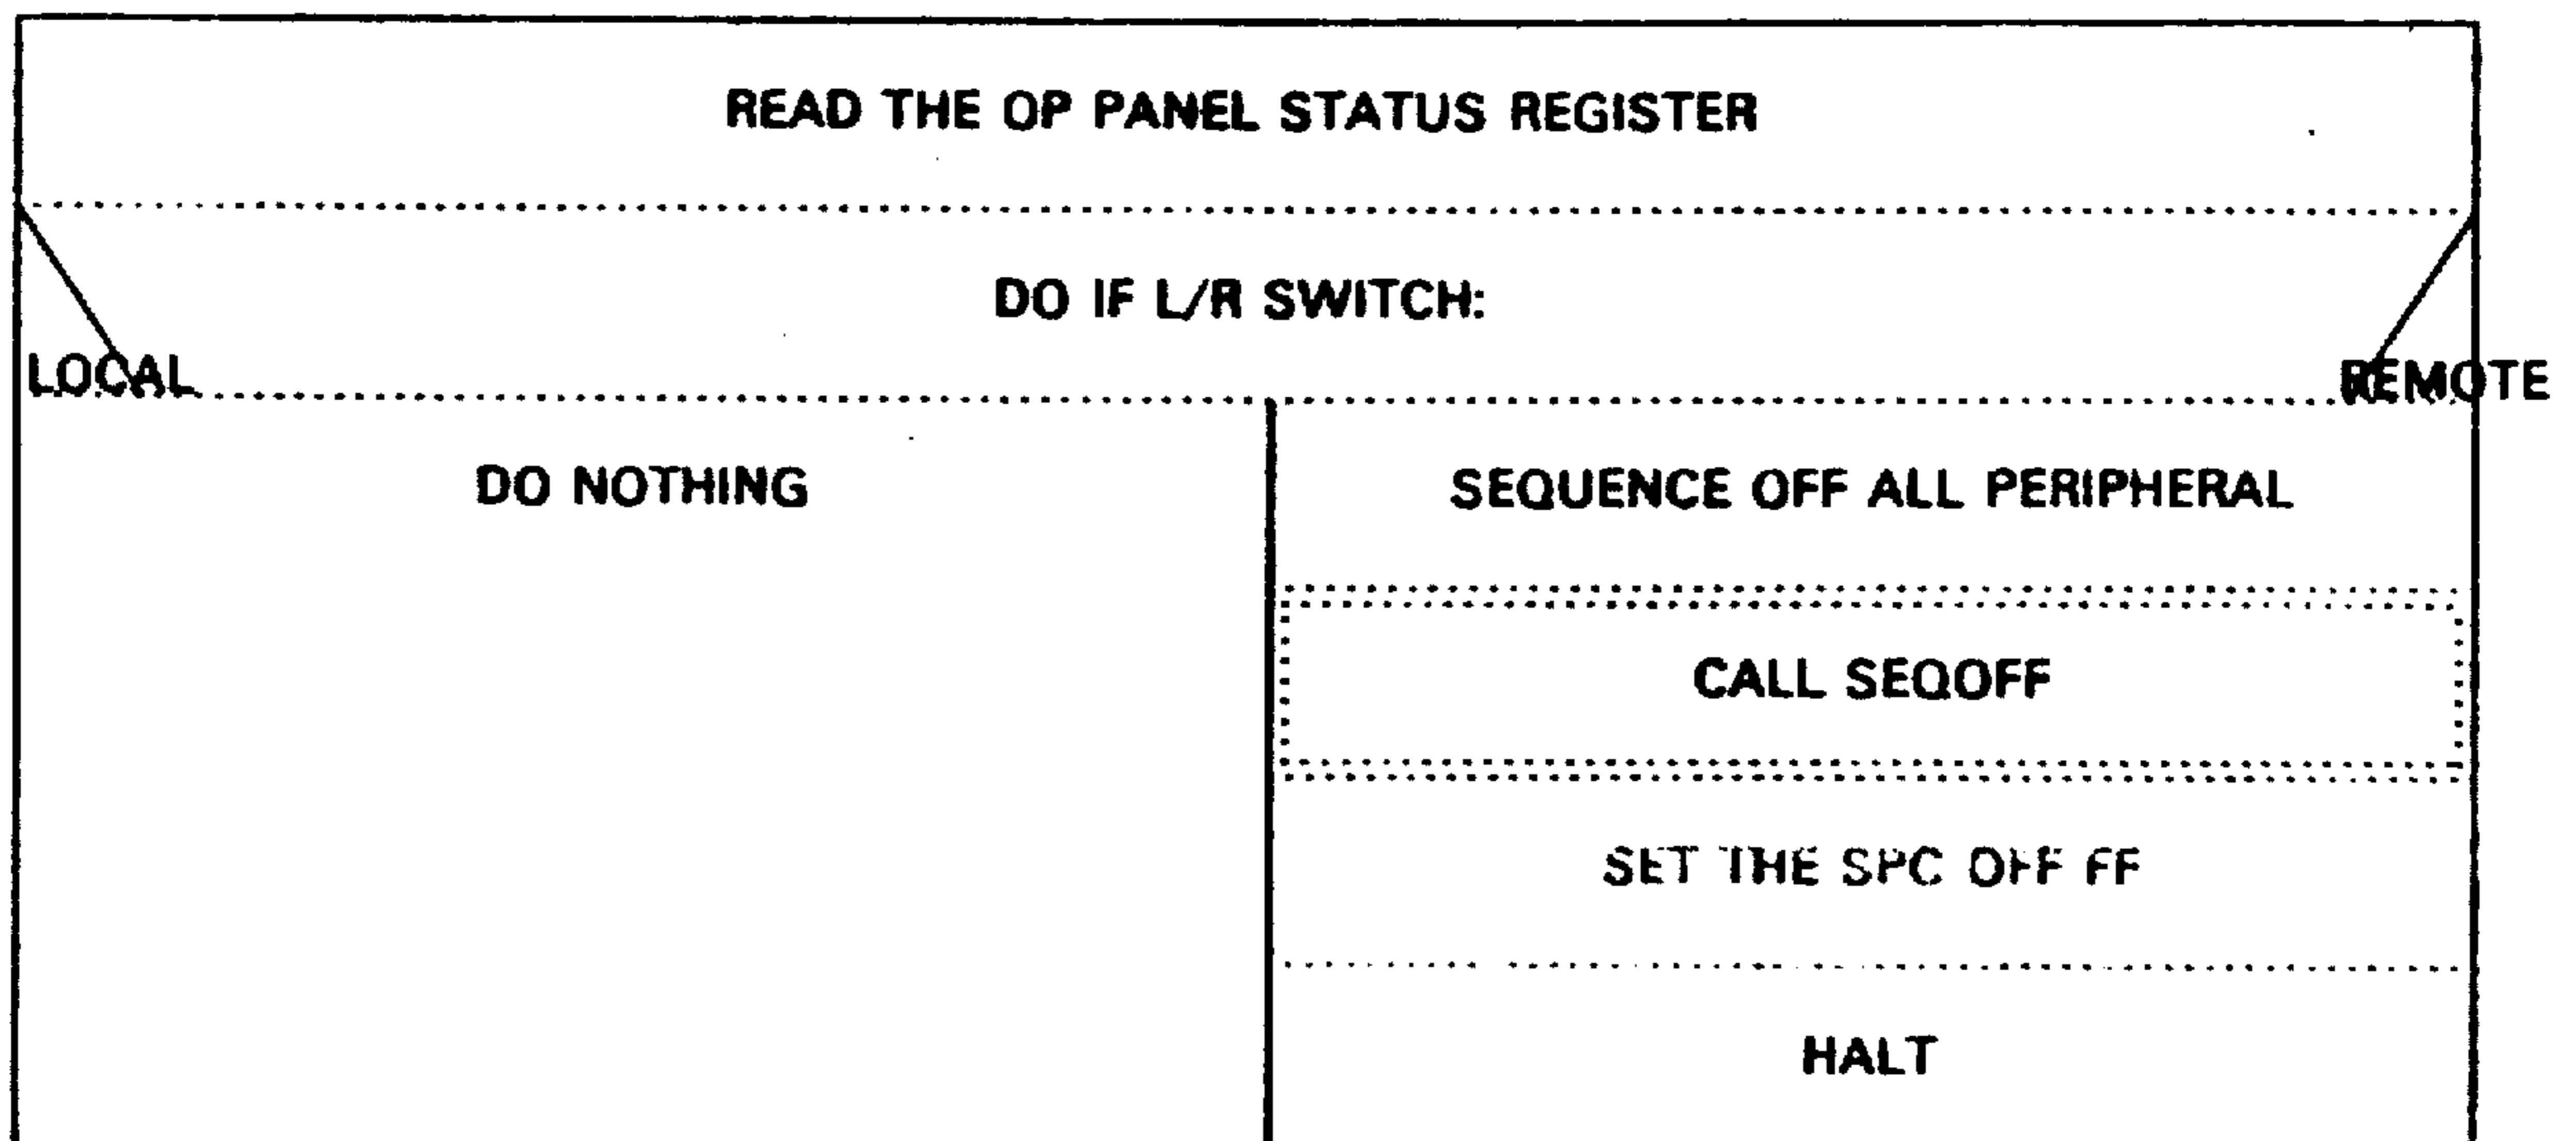 READ THE OP PANEL STATUS REGISTER
DO IF L/R SWITCH:
LOCAL
REMOTE
DO NOTHING
SEQUENCE OFF ALL PERIPHERAL
CALL SEQOFF
SET THE SPC OFF FF
HALT